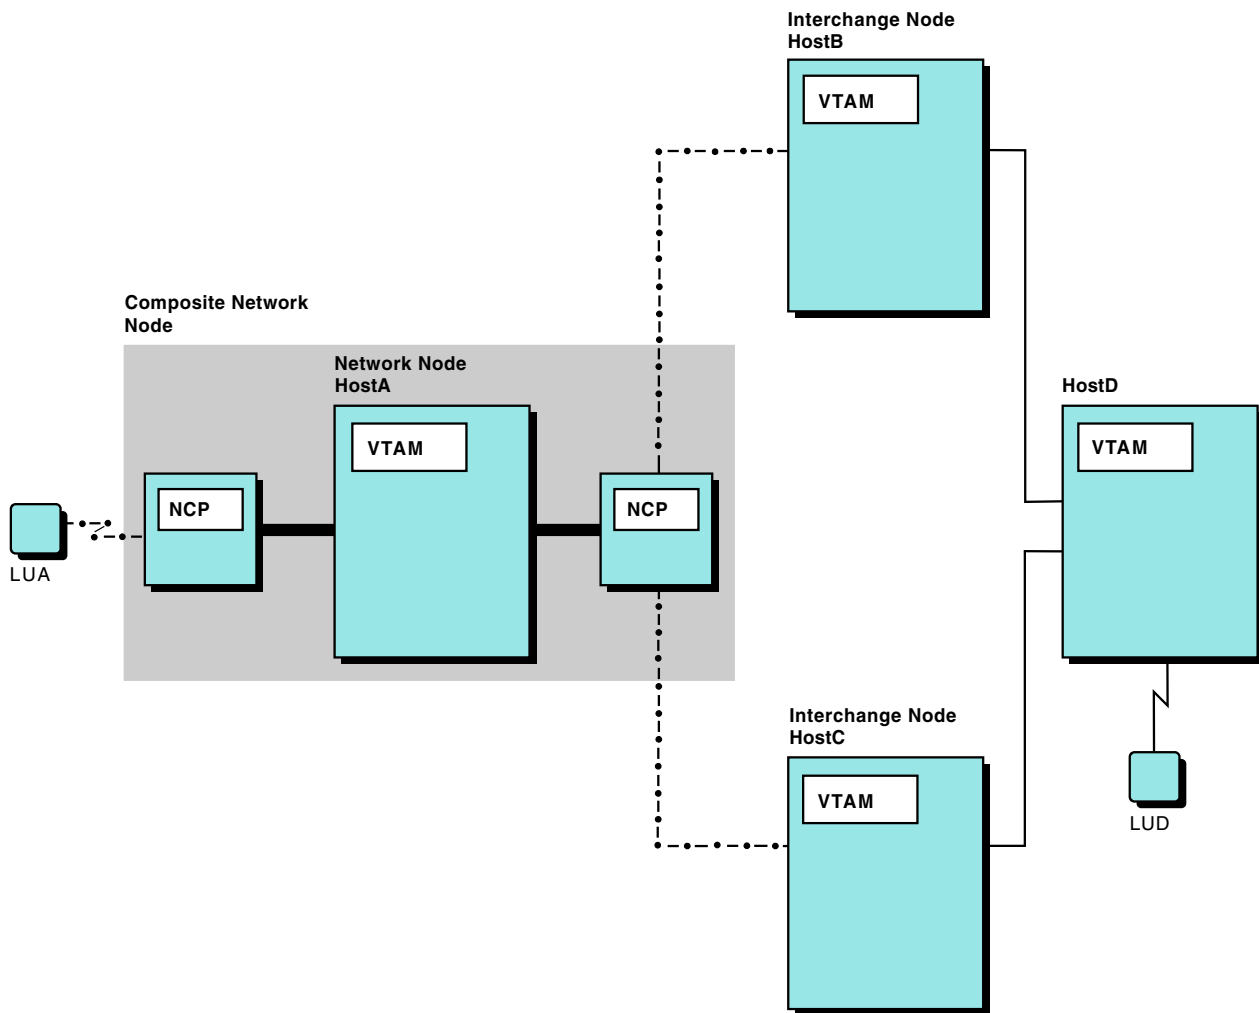 Interchange Node
HostB
VTAM
Composite Network
Node
Network Node
HostA
VTAM
HostD
VTAM
NCP
NCP
LUA
Interchange Node
HostC
VTAM
LUD